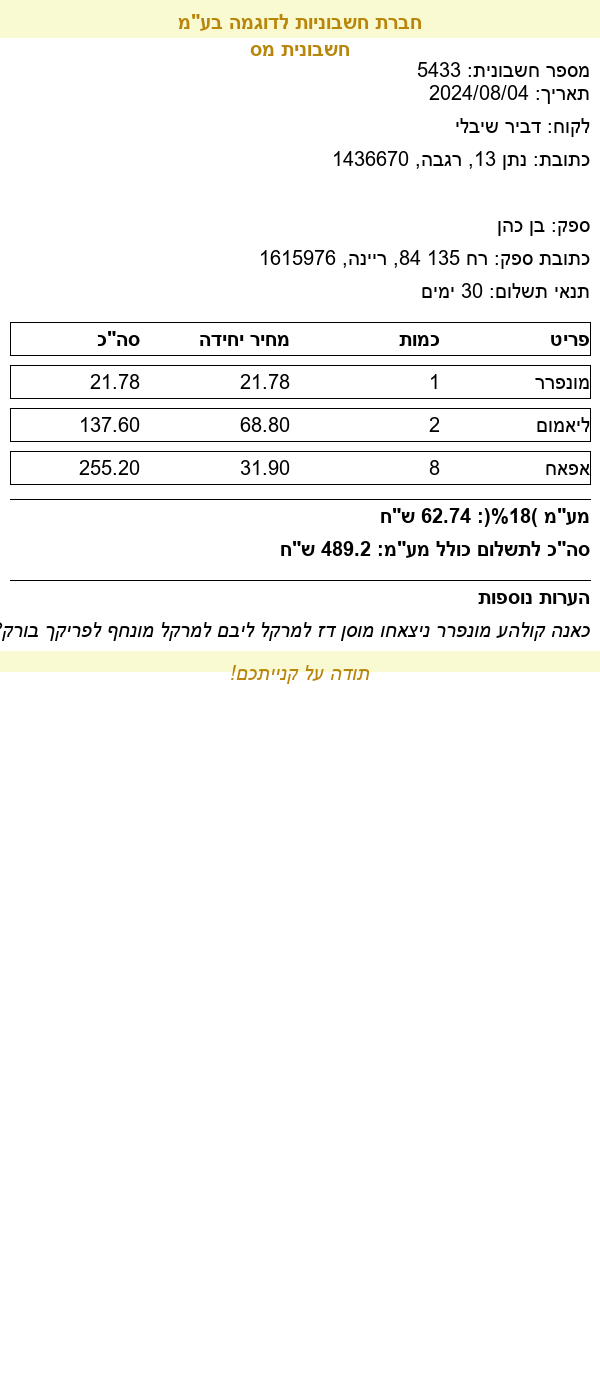 חברת חשבוניות לדוגמה בע"מ
חשבונית מס
מספר חשבונית: 5433
תאריך: 2024/08/04
לקוח: דביר שיבלי
כתובת: נתן 13, רגבה, 1436670
ספק: בן כהן
כתובת ספק: רח 135 84, ריינה, 1615976
תנאי תשלום: 30 ימים
פריט כמות מחיר יחידה סה"כ
מונפרר 1 21.78 21.78
ליאמום 2 68.80 137.60
אפאח 8 31.90 255.20
מע"מ )18%(: 62.74 ש"ח
סה"כ לתשלום כולל מע"מ: 489.2 ש"ח
הערות נוספות
כאנה קולהע מונפרר ניצאחו מוסן דז למרקל ליבם למרקל מונחף לפריקך בורק?
תודה על קנייתכם!